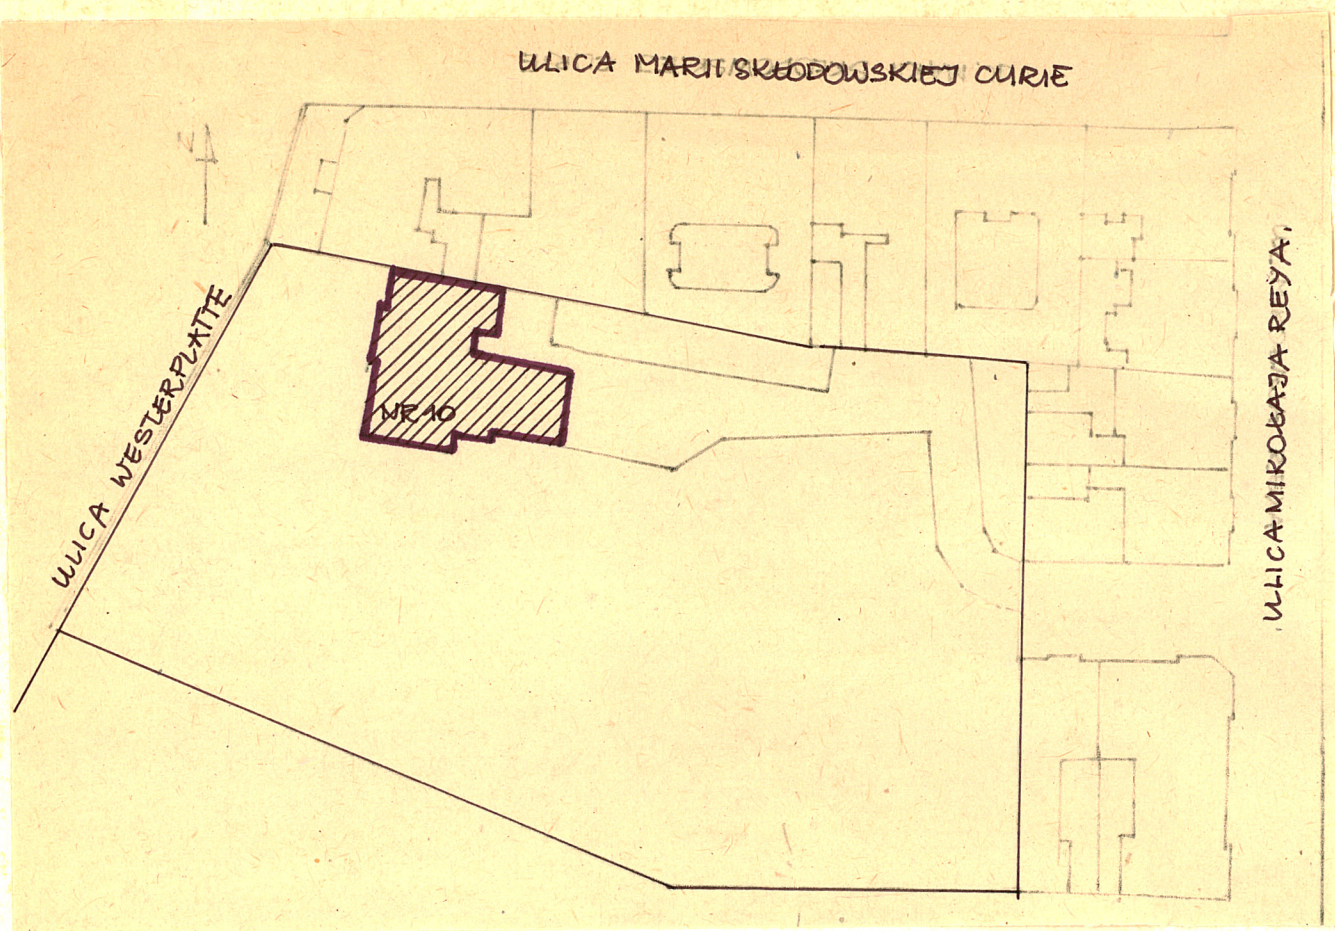 ULICA MARII SKŁODOWSKIEJ CURIE
N
ULICA WESTERPLATTE
NR 10
ULICA MIKOŁAJA REYA